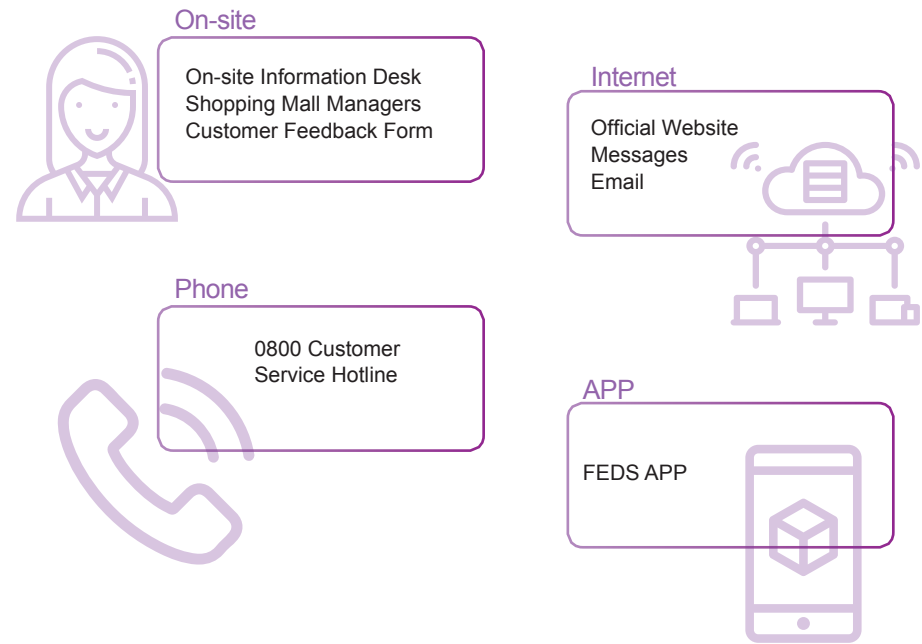 On-site
On-site Information Desk
Shopping Mall Managers
Customer Feedback Form
Internet
Official Website
Messages
Email
Phone
0800 Customer
Service Hotline
APP
FEDS APP